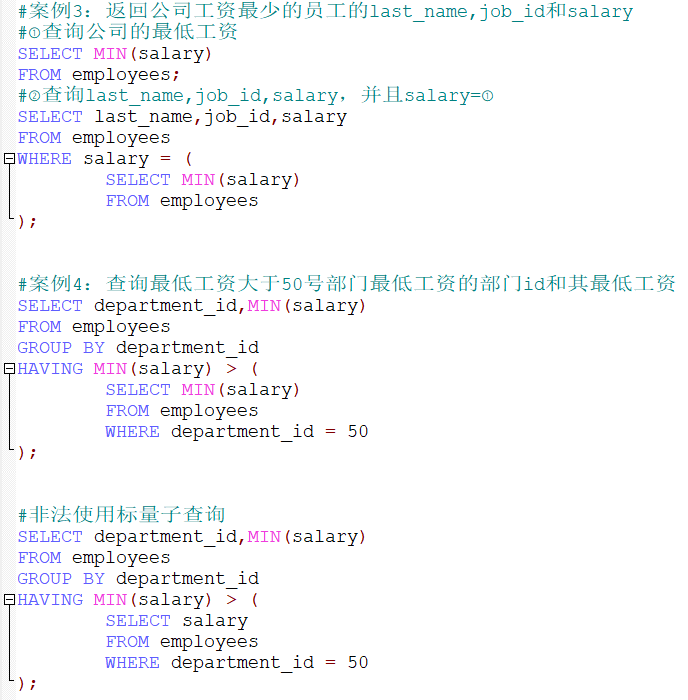 #案例3：返回公司工资最少的员工的last_name,job_id和salary
#①查询公司的最低工资
SELECT MIN(salary)
FROM employees;
#②查询last_name,job_id,salary，并且salary=①
SELECT last_name,job_id,salary
FROM employees
WHERE salary = (
SELECT MIN(salary)
FROM employees
);
#案例4：查询最低工资大于50号部门最低工资的部门id和其最低工资
SELECT department_id,MIN(salary)
FROM employees
GROUP BY department_id
HAVING MIN(salary) > (
SELECT MIN(salary)
FROM employees
WHERE department_id = 50
);
#非法使用标量子查询
SELECT department_id,MIN(salary)
FROM employees
GROUP BY department_id
HAVING MIN(salary) > (
SELECT salary
FROM employees
WHERE department_id = 50
);